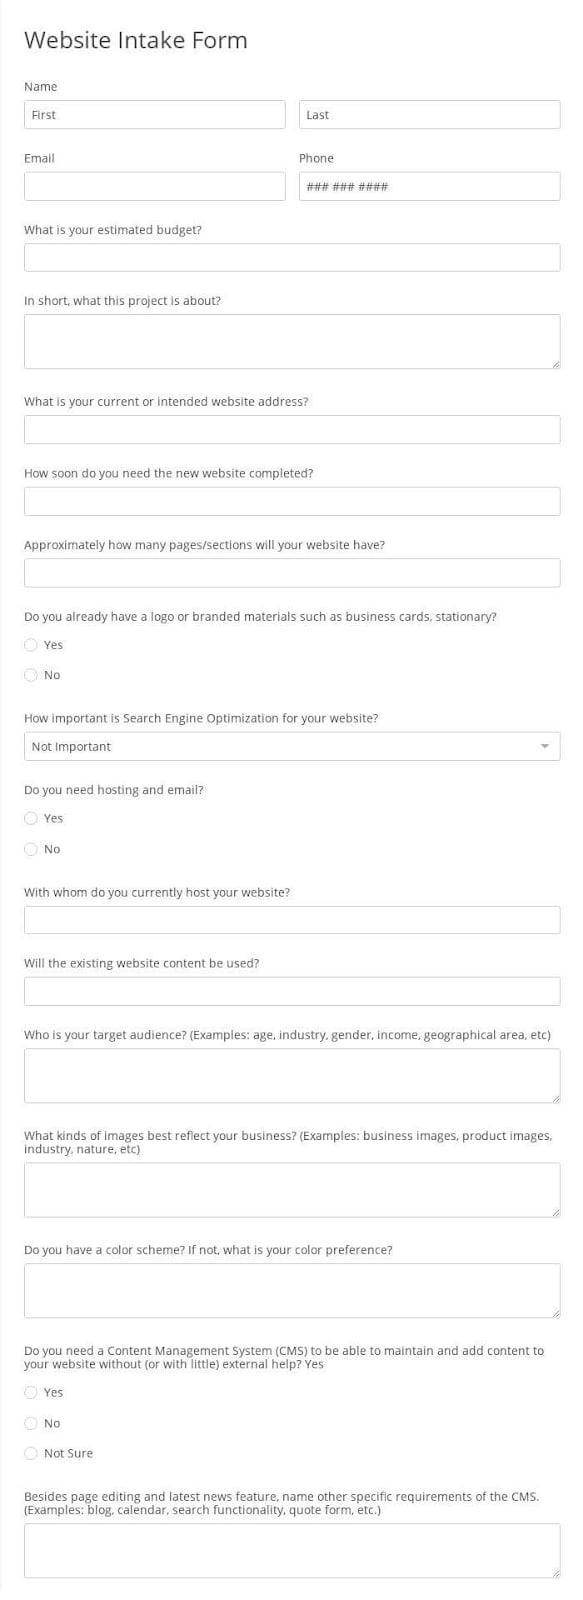 Website Intake Form
Name
First
Last
Email
Phone
### ### ####
What is your estimated budget?
In short, what this project is about?
What is your current or intended website address?
How soon do you need the new website completed?
Approximately how many pages/sections will your website have?
Do you already have a logo or branded materials such as business cards, stationary?
Yes
No
How important is Search Engine Optimization for your website?
Not Important
Do you need hosting and email?
Yes
No
With whom do you currently host your website?
Will the existing website content be used?
Who is your target audience? (Examples: age, industry, gender, income, geographical area, etc)
What kinds of images best reflect your business? (Examples: business images, product images,
industry, nature, etc)
Do you have a color scheme? If not, what is your color preference?
Do you need a Content Management System (CMS) to be able to maintain and add content to
your website without (or with little) external help? Yes
Yes
No
Not Sure
Besides page editing and latest news feature, name other specific requirements of the CMS.
(Examples: blog, calendar, search functionality, quote form, etc.)